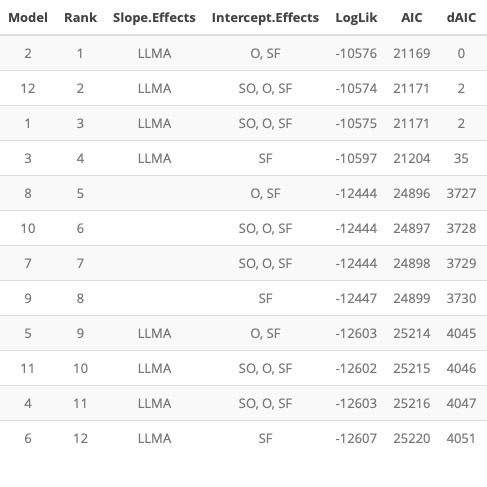 Model Rank Slope.Effects Intercept.Effects LogLik AIC dAIC
2 1 LLMA O, SF -10576 21169 0
12 2 LLMA SO, O, SF -10574 21171 2
1 3 LLMA SO, O, SF -10575 21171 2
3 4 LLMA SF -10597 21204 35
8 5 O, SF -12444 24896 3727
10 6 SO, O, SF -12444 24897 3728
7 7 SO, O, SF -12444 24898 3729
9 8 SF -12447 24899 3730
5 9 LLMA O, SF -12603 25214 4045
11 10 LLMA SO, O, SF -12602 25215 4046
4 11 LLMA SO, O, SF -12603 25216 4047
6 12 LLMA SF -12607 25220 4051